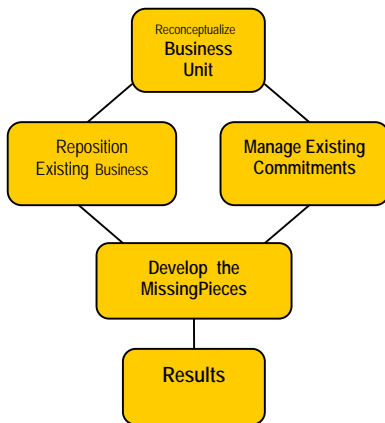 Reconceptualize
Business
Unit
Reposition
Existing Business
Manage Existing
Commitments
Develop the
MissingPieces
Results